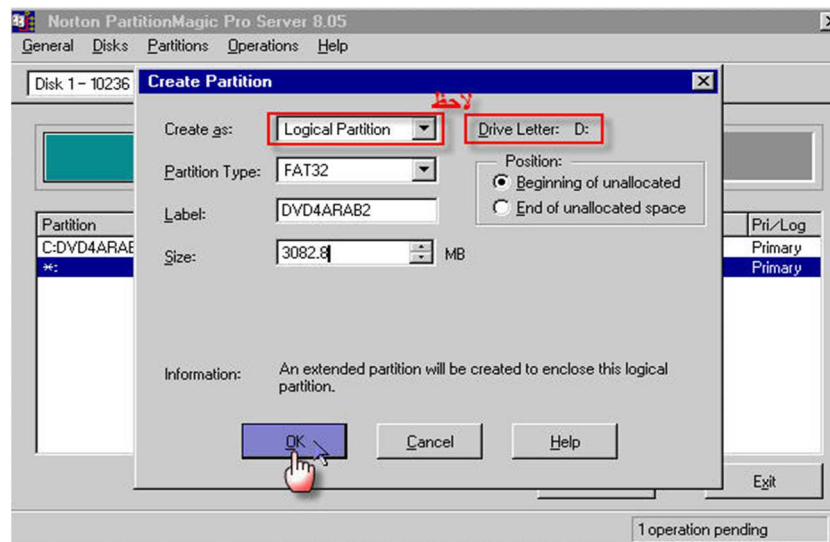 Norton PartitionMagic Pro Server 8.05
General Disks Partitions Operations Help
Disk 1 - 10236
Create Partition
لاحظ
Create as: Logical Partition Drive Letter: D:
Partition Type: FAT32
Position:
Beginning of unallocated
End of unallocated space
Label: DVD4ARAB2
Size: 3082.8 MB
Partition Pri/Log
C:DVD4ARAB Primary
*: Primary
Information: An extended partition will be created to enclose this logical
partition.
OK Cancel Help
Exit
1 operation pending